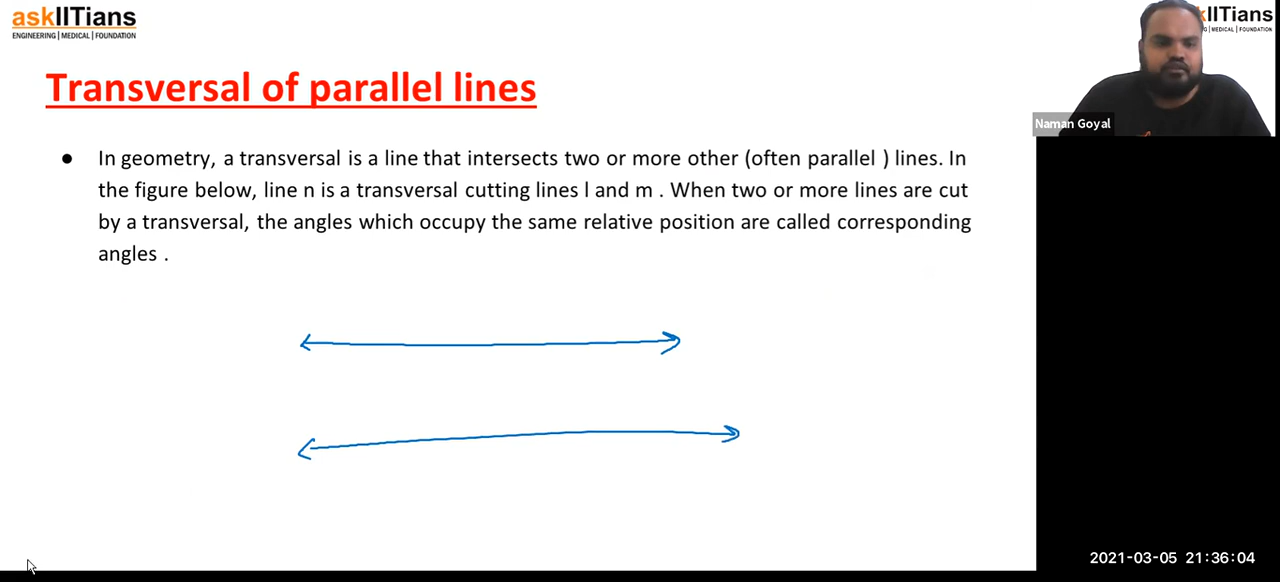 askIITians
ENGINEERING | MEDICAL | FOUNDATION
kIITians
G | MEDICAL | FOUNDATION
Transversal of parallel lines
Naman Goyal
● In geometry, a transversal is a line that intersects two or more other (often parallel ) lines. In
the figure below, line n is a transversal cutting lines l and m . When two or more lines are cut
by a transversal, the angles which occupy the same relative position are called corresponding
angles .
2021-03-05 21:36:04